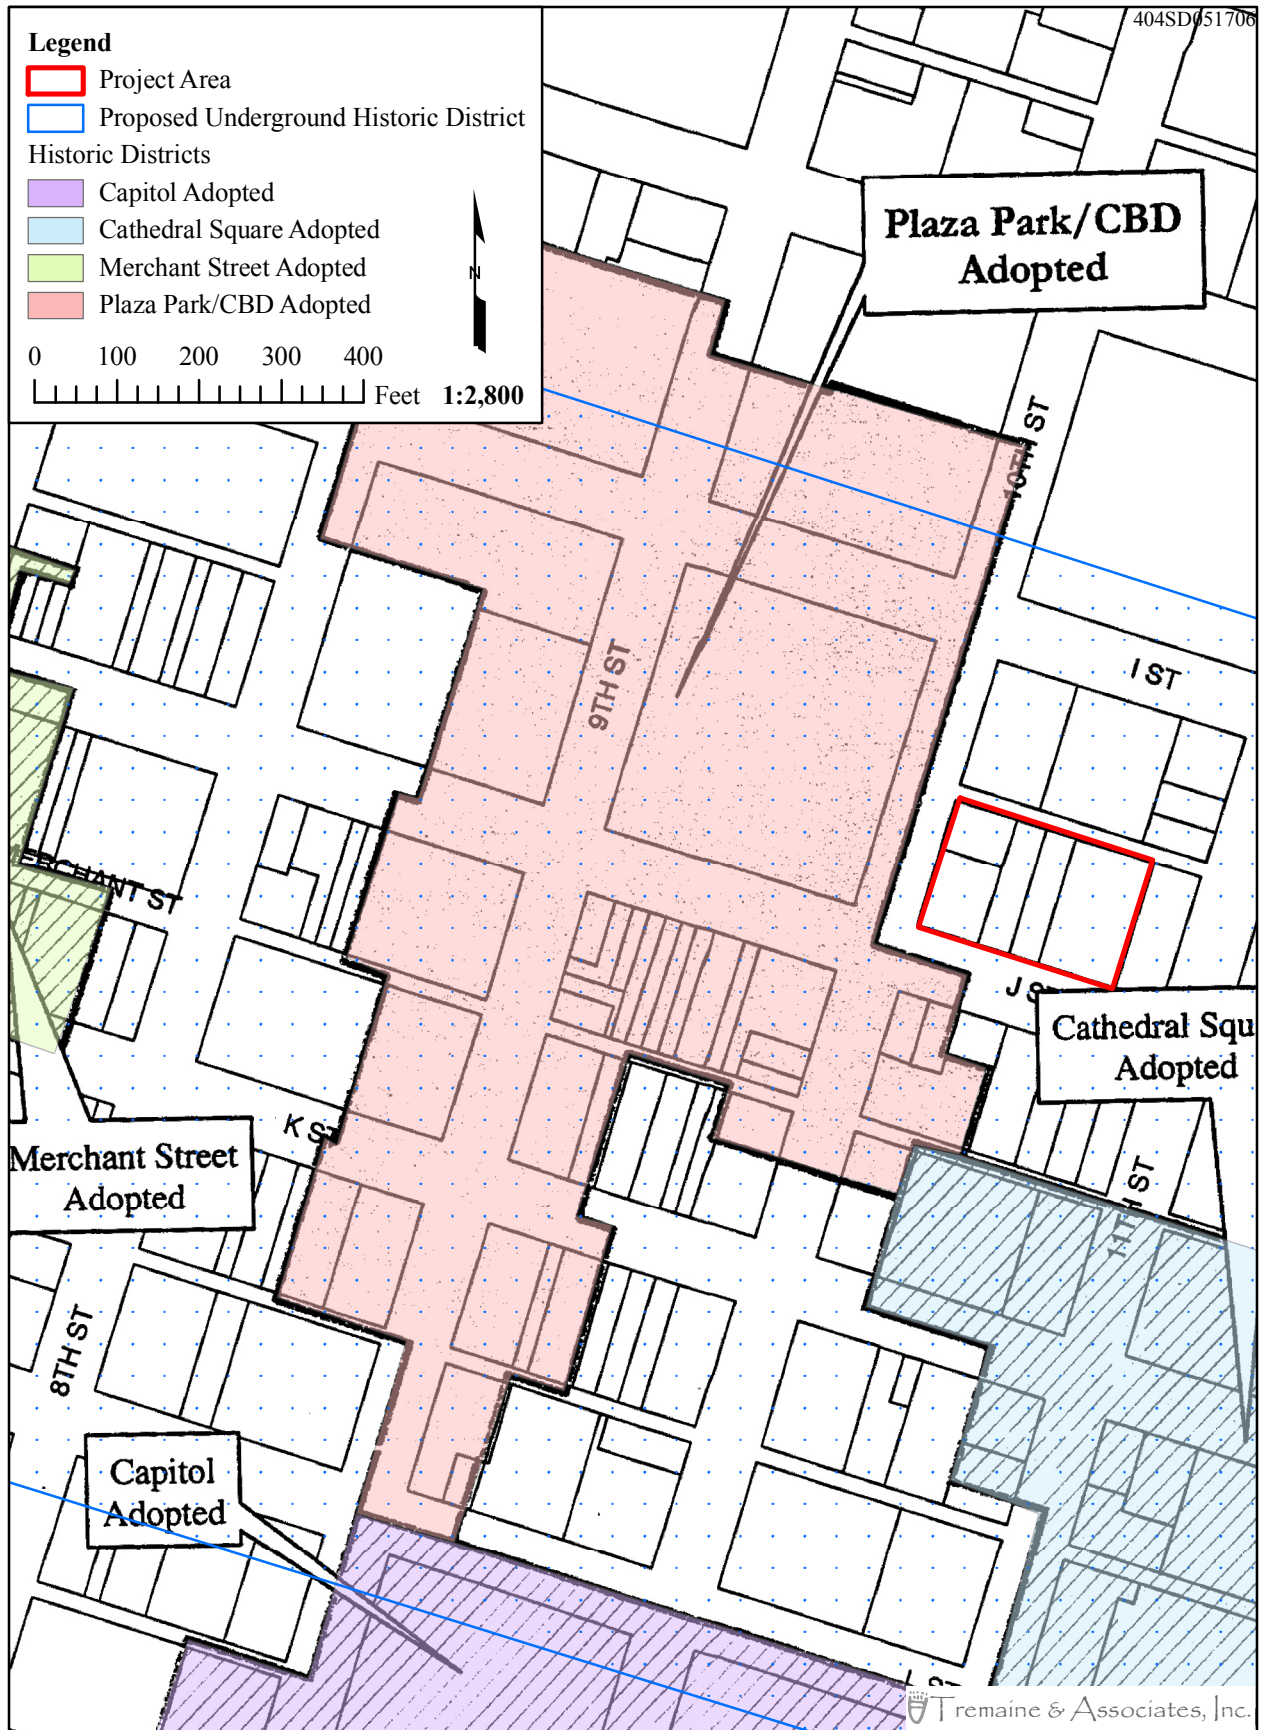 404SD051706
Legend
Project Area
Proposed Underground Historic District
Historic Districts
Capitol Adopted
Cathedral Square Adopted
Merchant Street Adopted
Plaza Park/CBD Adopted
N
0 100 200 300 400
Feet 1:2,800
Plaza Park/CBD
Adopted
10TH ST
I ST
9TH ST
MERCHANT ST
J S
Cathedral Squ
Adopted
K ST
Merchant Street
Adopted
11TH ST
8TH ST
Capitol
Adopted
L ST
Tremaine & Associates, Inc.